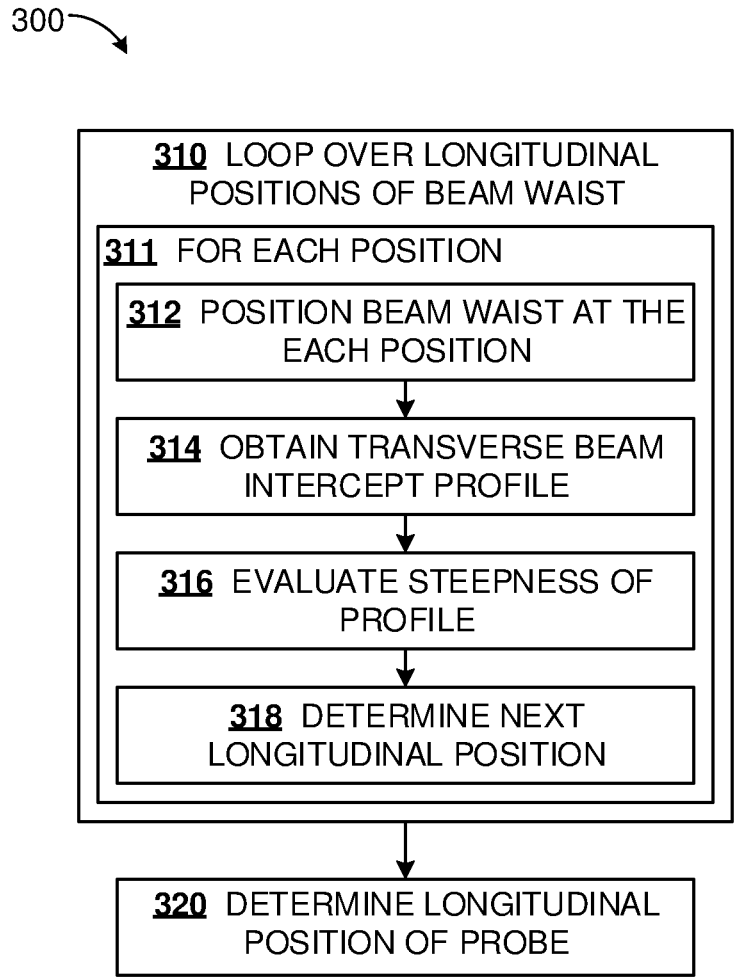 300
310 LOOP OVER LONGITUDINAL
POSITIONS OF BEAM WAIST
311 FOR EACH POSITION
312 POSITION BEAM WAIST AT THE
EACH POSITION
314 OBTAIN TRANSVERSE BEAM
INTERCEPT PROFILE
316 EVALUATE STEEPNESS OF
PROFILE
318 DETERMINE NEXT
LONGITUDINAL POSITION
320 DETERMINE LONGITUDINAL
POSITION OF PROBE